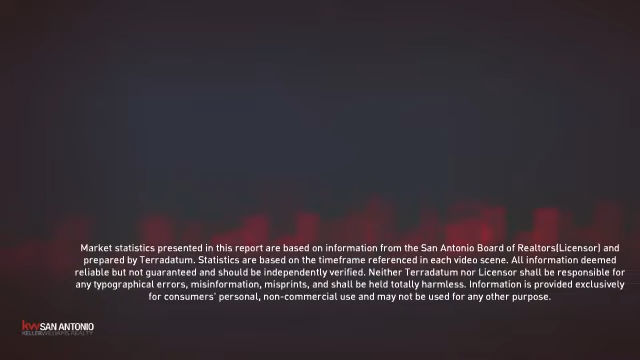 Market statistics presented in this report are based on information from the San Antonio Board of Realtors(Licensor) and
prepared by Terradatum. Statistics are based on the timeframe referenced in each video scene. All information deemed
reliable but not guaranteed and should be independently verified. Neither Terradatum nor Licensor shall be responsible for
any typographical errors, misinformation, misprints, and shall be held totally harmless. Information is provided exclusively
for consumers' personal, non-commercial use and may not be used for any other purpose.
kw SAN ANTONIO
KELLERWILLIAMS REALTY